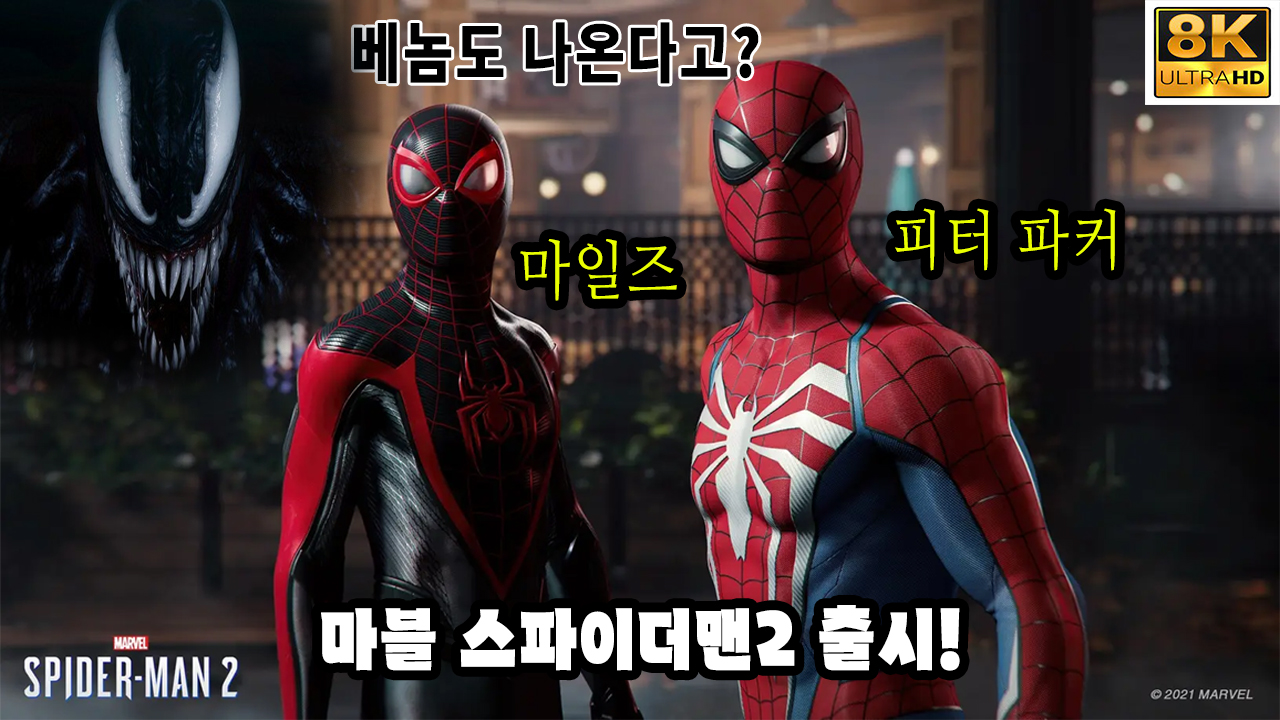 베놈도 나온다고?
8K
ULTRA HD
마일즈
피터 파커
마블 스파이더맨2 출시!
MARVEL
SPIDER-MAN 2
© 2021 MARVEL